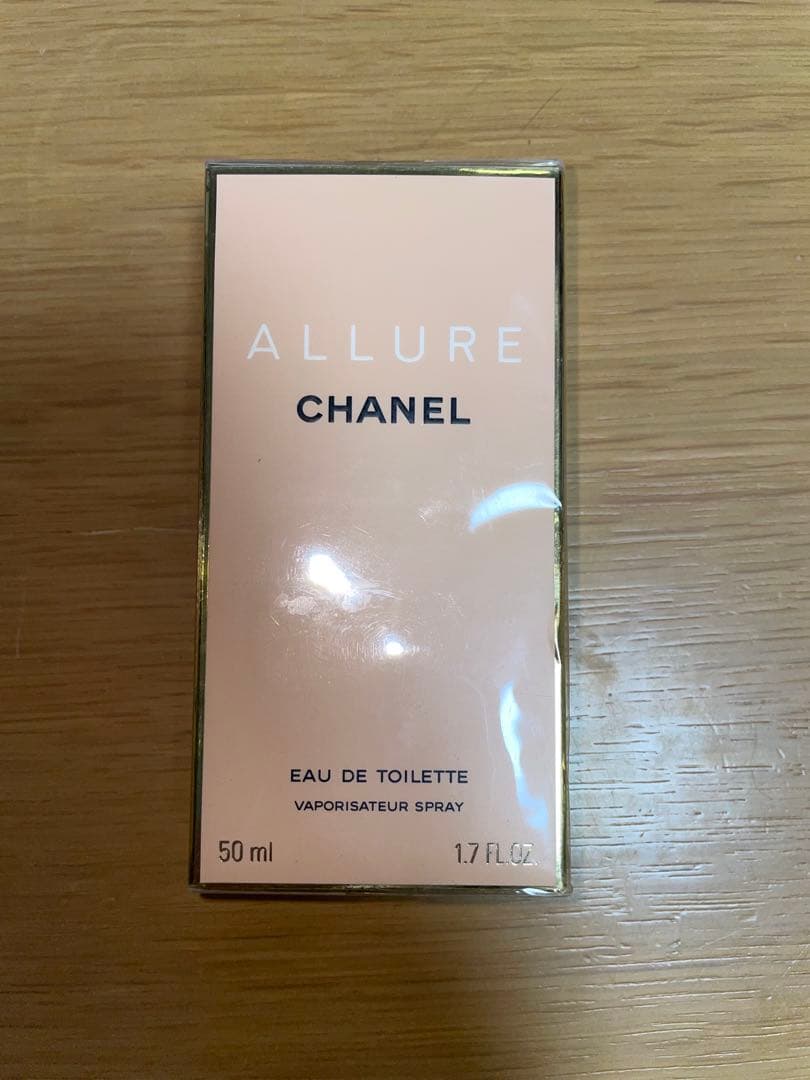 ALLURE
CHANEL
EAU DE TOILETTE
VAPORISATEUR SPRAY
50 ml 1.7 FL.OZ.